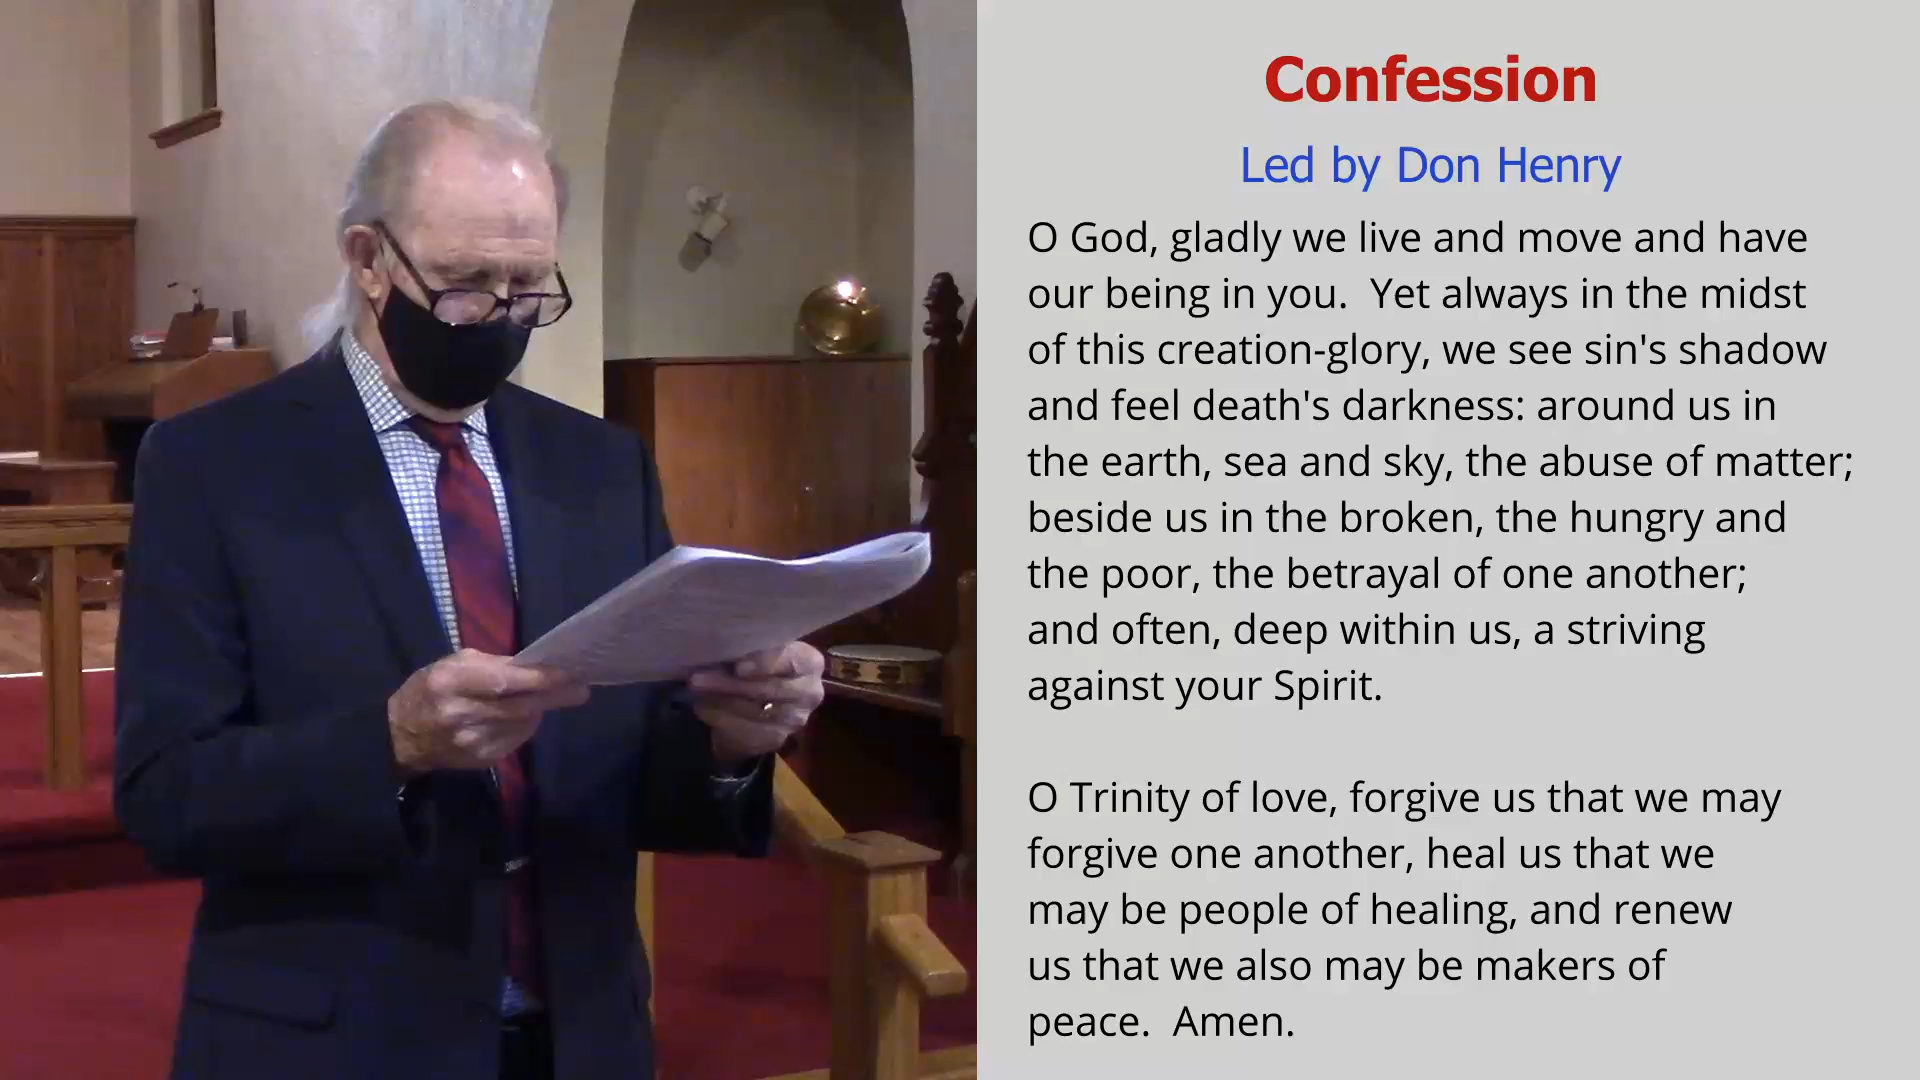 Confession
Led by Don Henry
O God, gladly we live and move and have
our being in you.  Yet always in the midst
of this creation-glory, we see sin's shadow
and feel death's darkness: around us in
the earth, sea and sky, the abuse of matter;
beside us in the broken, the hungry and
the poor, the betrayal of one another;
and often, deep within us, a striving
against your Spirit.
O Trinity of love, forgive us that we may
forgive one another, heal us that we
may be people of healing, and renew
us that we also may be makers of
peace.  Amen.